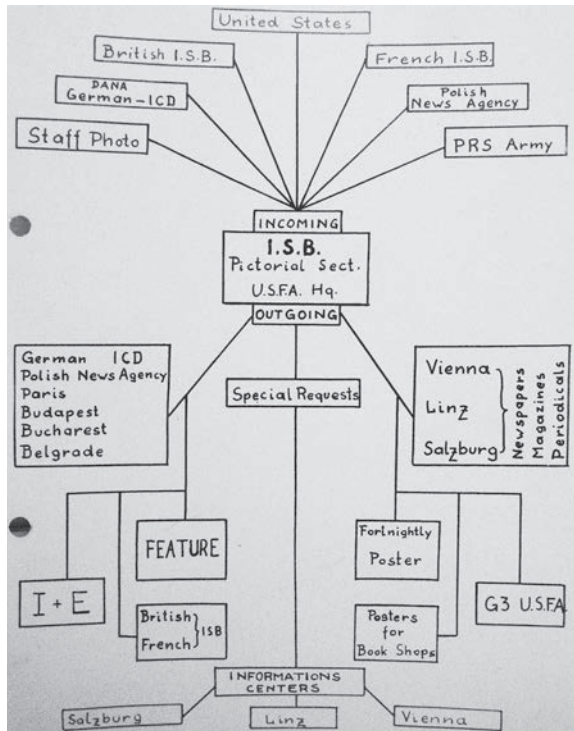 United States
British I.S.B.
French I.S.B.
DANA
German-ICD
Polish
News Agency
Staff Photo
PRS Army
INCOMING
I.S.B.
Pictorial Sect.
U.S.F.A. Hq.
OUTGOING
German ICD
Polish News Agency
Paris
Budapest
Bucharest
Belgrade
Special Requests
Vienna
Linz
Salzburg
Newspapers
Magazines
Periodicals
FEATURE
Fortnightly
Poster
I + E
G3 U.S.F.A.
British
French
ISB
Posters
for
Book Shops
INFORMATIONS
CENTERS
Salzburg
Linz
Vienna